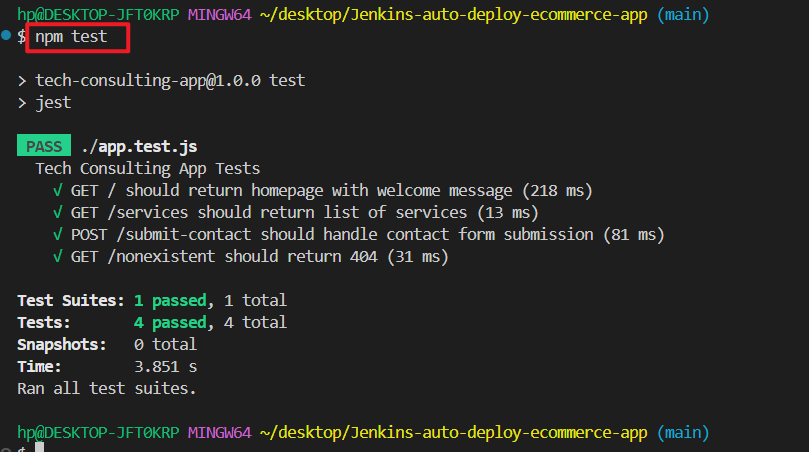 hp@DESKTOP-JFT0KRP MINGW64 ~/desktop/Jenkins-auto-deploy-ecommerce-app (main)
$ npm test
> tech-consulting-app@1.0.0 test
> jest
PASS ./app.test.js
Tech Consulting App Tests
√ GET / should return homepage with welcome message (218 ms)
√ GET /services should return list of services (13 ms)
√ POST /submit-contact should handle contact form submission (81 ms)
√ GET /nonexistent should return 404 (31 ms)
Test Suites: 1 passed, 1 total
Tests: 4 passed, 4 total
Snapshots: 0 total
Time: 3.851 s
Ran all test suites.
hp@DESKTOP-JFT0KRP MINGW64 ~/desktop/Jenkins-auto-deploy-ecommerce-app (main)
$